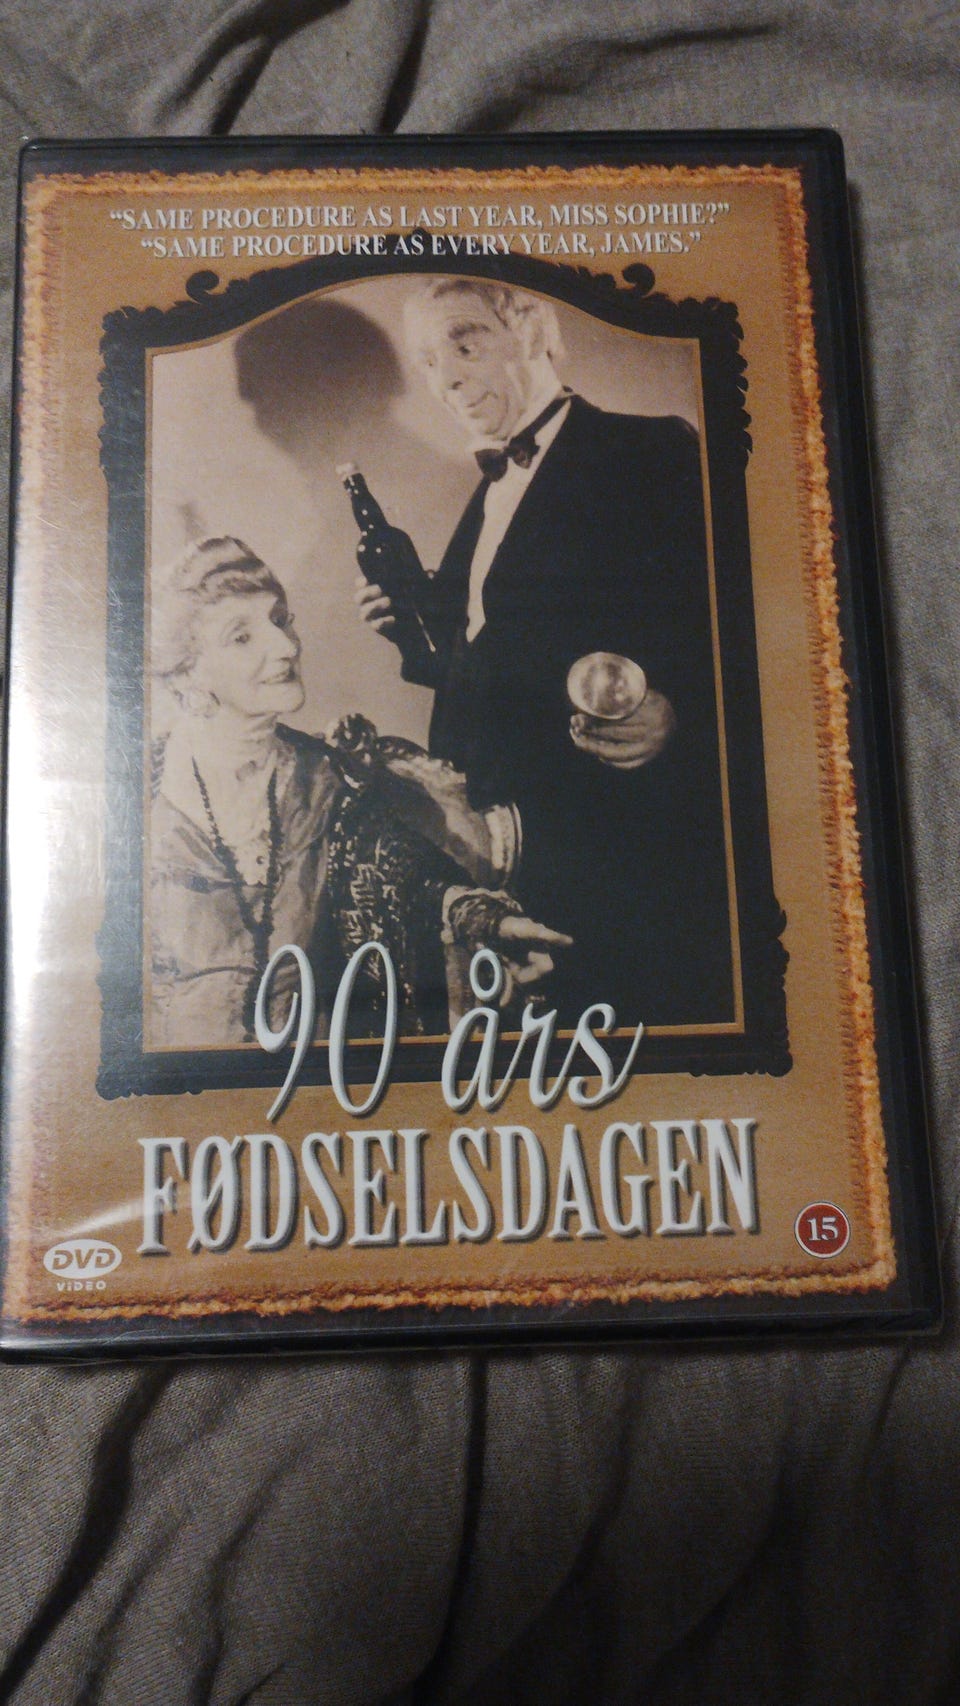 “SAME PROCEDURE AS LAST YEAR, MISS SOPHIE?”
“SAME PROCEDURE AS EVERY YEAR, JAMES.”
90 års
FØDSELSDAGEN
DVD
VIDEO
15